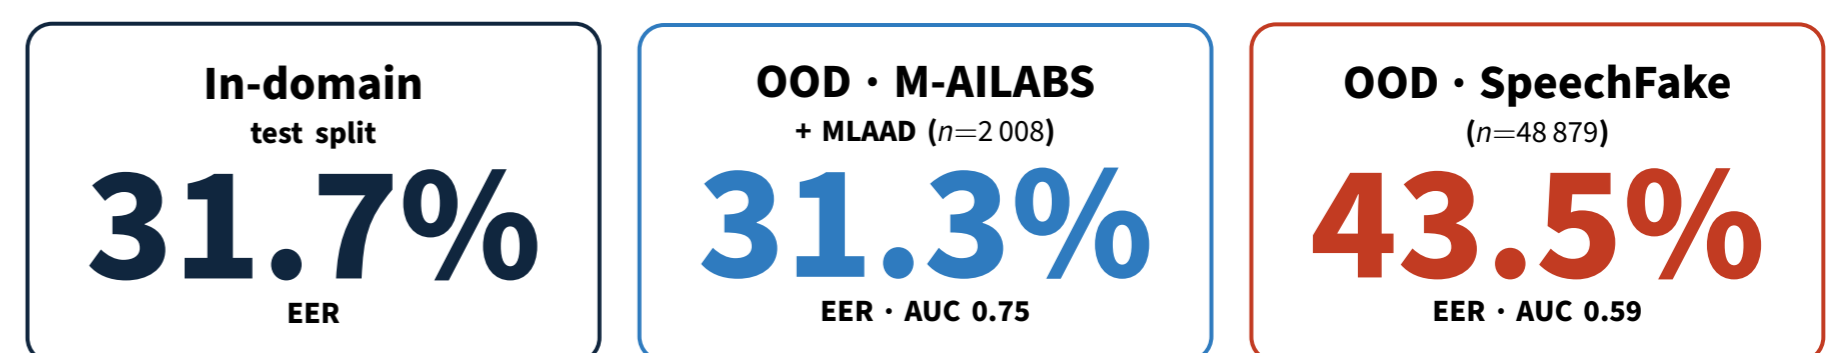 In-domain
test split
31.7%
EER
OOD · M-AILABS
+ MLAAD (n=2 008)
31.3%
EER · AUC 0.75
OOD · SpeechFake
(n=48 879)
43.5%
EER · AUC 0.59